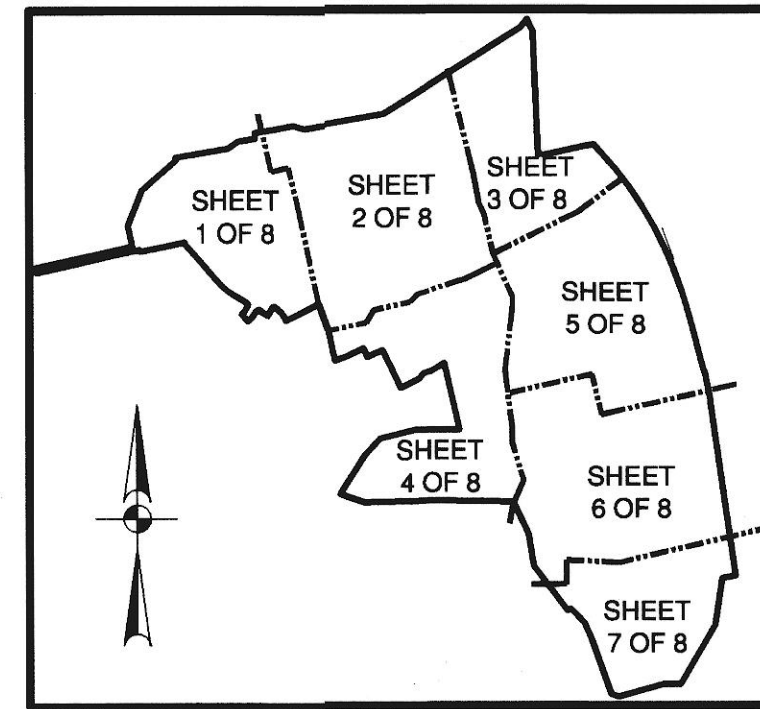 SHEET
1 OF 8
SHEET
2 OF 8
SHEET
3 OF 8
SHEET
4 OF 8
SHEET
5 OF 8
SHEET
6 OF 8
SHEET
7 OF 8